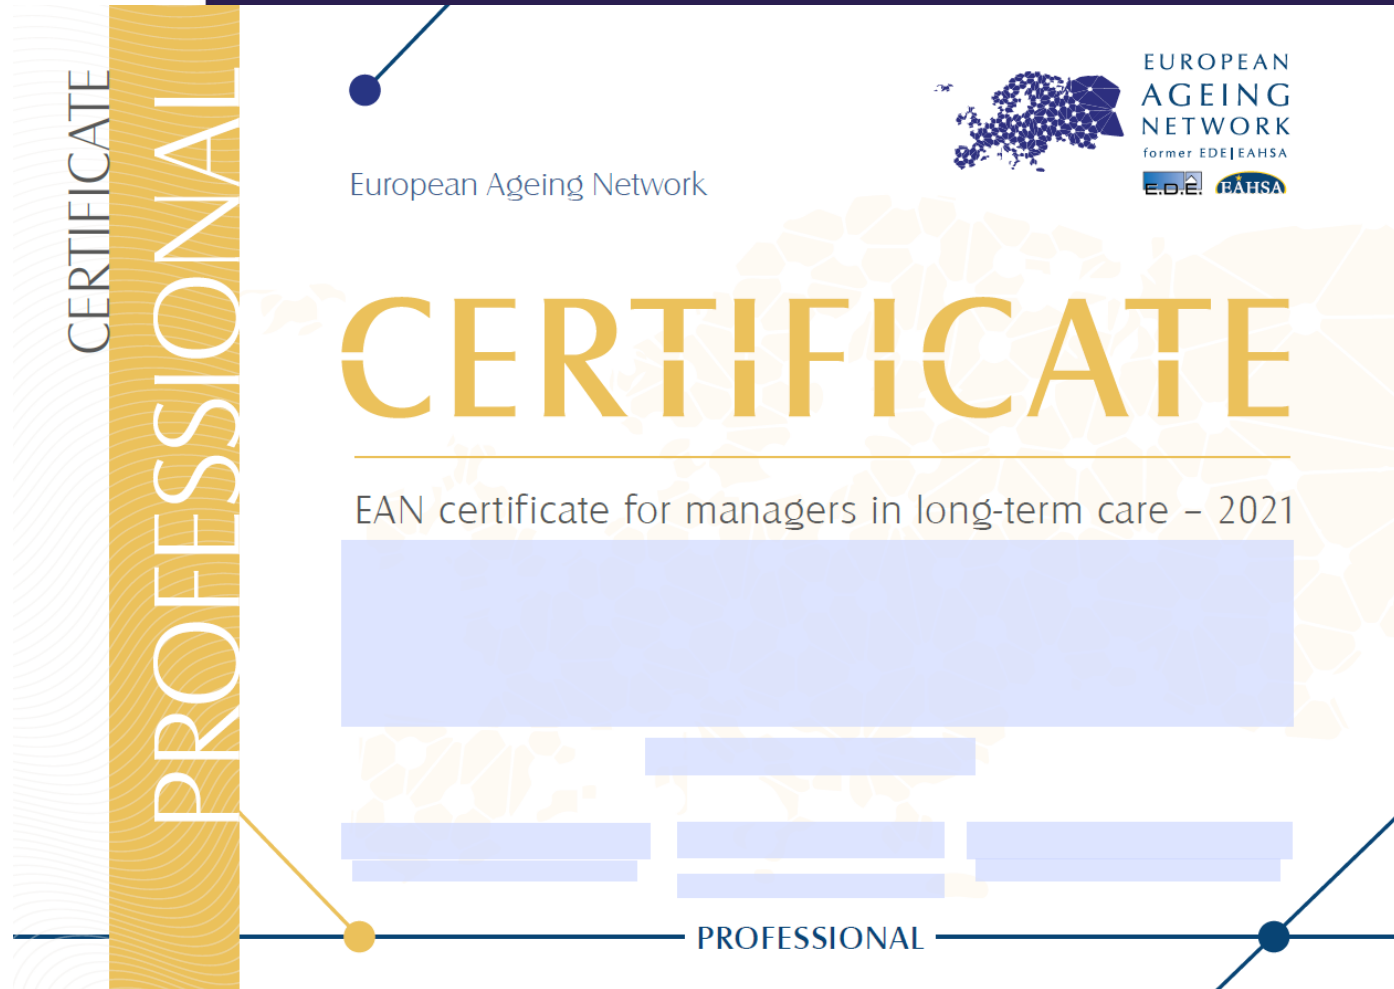 CERTIFICATE
PROFESSIONAL
EUROPEAN
AGEING
NETWORK
former EDE|EAHSA
E.D.E. EAHSA
European Ageing Network
CERTIFICATE
EAN certificate for managers in long-term care – 2021
PROFESSIONAL